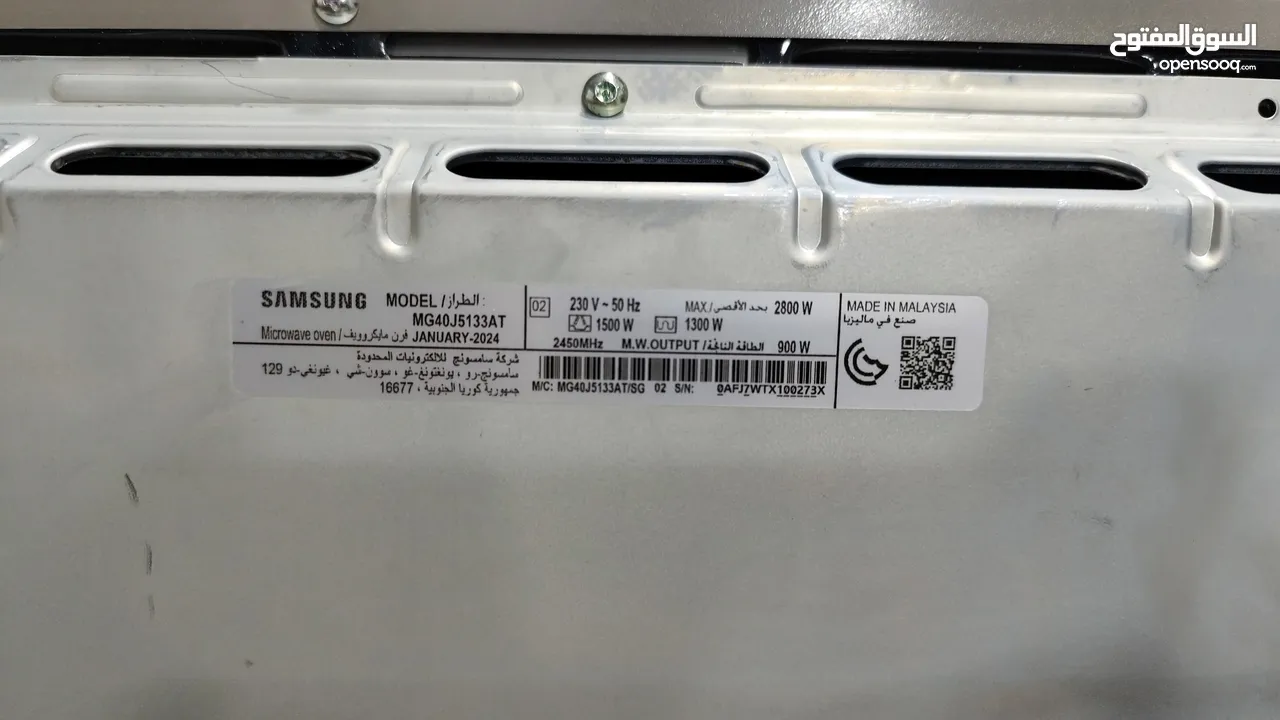 السوق المفتوح
opensooq.com
SAMSUNG MODEL / الطراز:
MG40J5133AT
Microwave oven / فرن مايكروويف JANUARY-2024
شركة سامسونج للالكترونيات المحدودة
129 سامسونج-رو ، يونغتونغ-غو ، سوون-شي ، غيونغي-دو
16677 ، جمهورية كوريا الجنوبية
02 230 V ~ 50 Hz MAX / بحد الأقصى 2800 W
1500 W 1300 W
2450MHz M.W.OUTPUT / الطاقة الناتجة 900 W
M/C: MG40J5133AT/SG 02 S/N: 0AFJ7WTX100273X
MADE IN MALAYSIA
صنع في ماليزيا